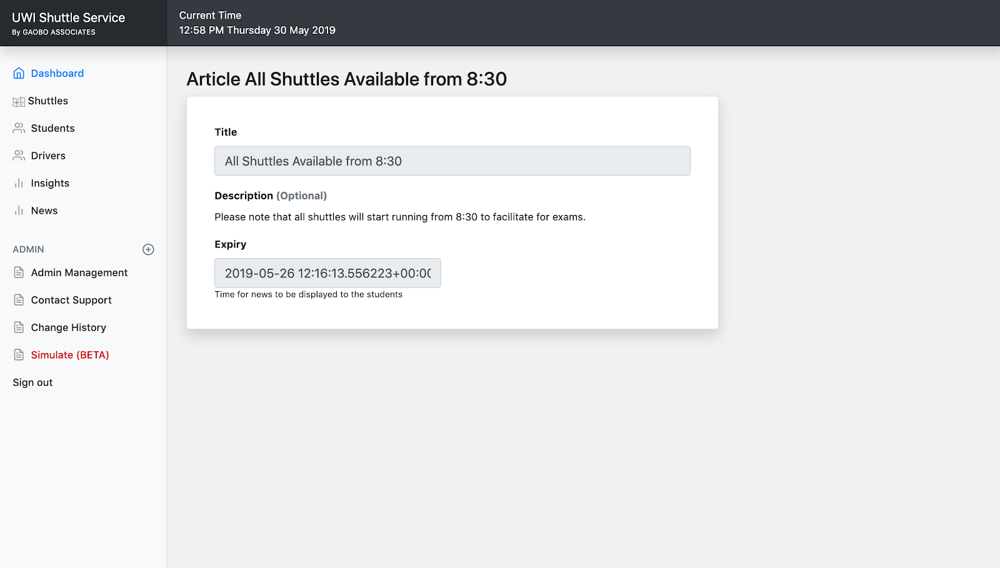 UWI Shuttle Service
By GAOBO ASSOCIATES
Current Time
12:58 PM Thursday 30 May 2019
Dashboard
Shuttles
Students
Drivers
Insights
News
ADMIN
Admin Management
Contact Support
Change History
Simulate (BETA)
Sign out
Article All Shuttles Available from 8:30
Title
All Shuttles Available from 8:30
Description (Optional)
Please note that all shuttles will start running from 8:30 to facilitate for exams.
Expiry
2019-05-26 12:16:13.556223+00:00
Time for news to be displayed to the students